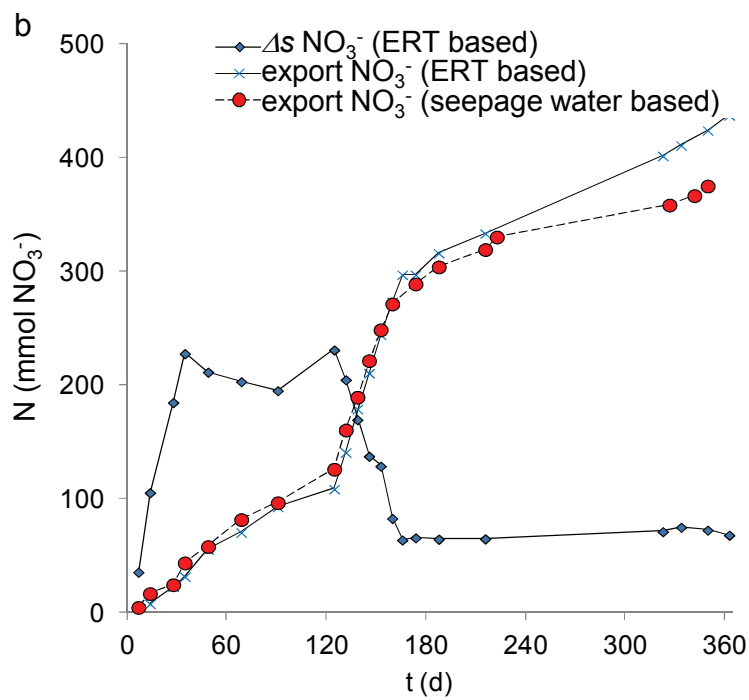 b
Δs NO₃⁻ (ERT based)
export NO₃⁻ (ERT based)
export NO₃⁻ (seepage water based)
N (mmol NO₃⁻)
500
400
300
200
100
0
0 60 120 180 240 300 360
t (d)